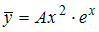 y̅ = Ax² · eˣ